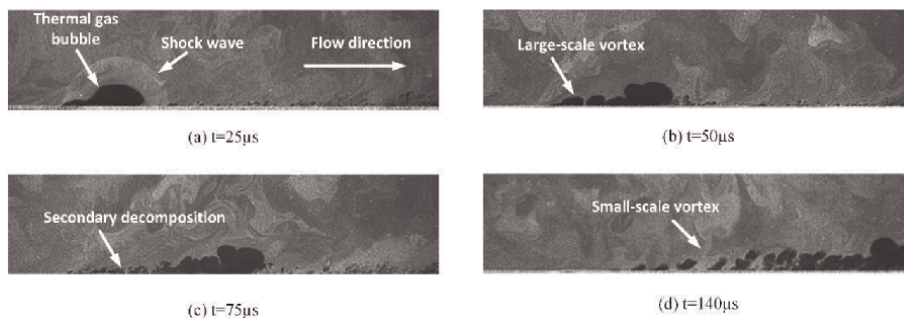 Thermal gas
bubble
Shock wave
Flow direction
(a) t=25μs
Large-scale vortex
(b) t=50μs
Secondary decomposition
(c) t=75μs
Small-scale vortex
(d) t=140μs